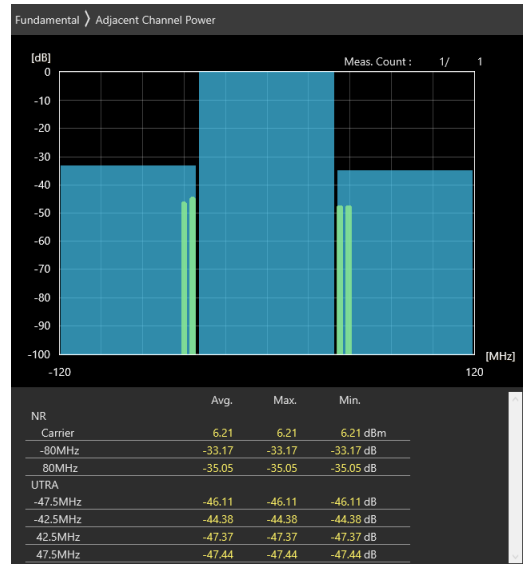 Fundamental ⟩ Adjacent Channel Power
[dB]
Meas. Count : 1/ 1
0
-10
-20
-30
-40
-50
-60
-70
-80
-90
-100
[MHz]
-120 120
Avg. Max. Min.
NR
Carrier 6.21 6.21 6.21 dBm
-80MHz -33.17 -33.17 -33.17 dB
80MHz -35.05 -35.05 -35.05 dB
UTRA
-47.5MHz -46.11 -46.11 -46.11 dB
-42.5MHz -44.38 -44.38 -44.38 dB
42.5MHz -47.37 -47.37 -47.37 dB
47.5MHz -47.44 -47.44 -47.44 dB